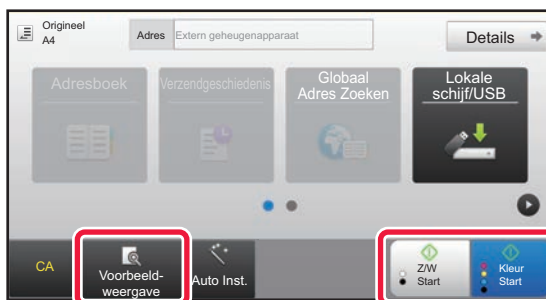 Origineel
A4
Adres
Extern geheugenapparaat
Details
Adresboek
Verzendgeschiedenis
Globaal
Adres Zoeken
Lokale
schijf/USB
CA
Voorbeeld-
weergave
Auto Inst.
Z/W
Start
Kleur
Start